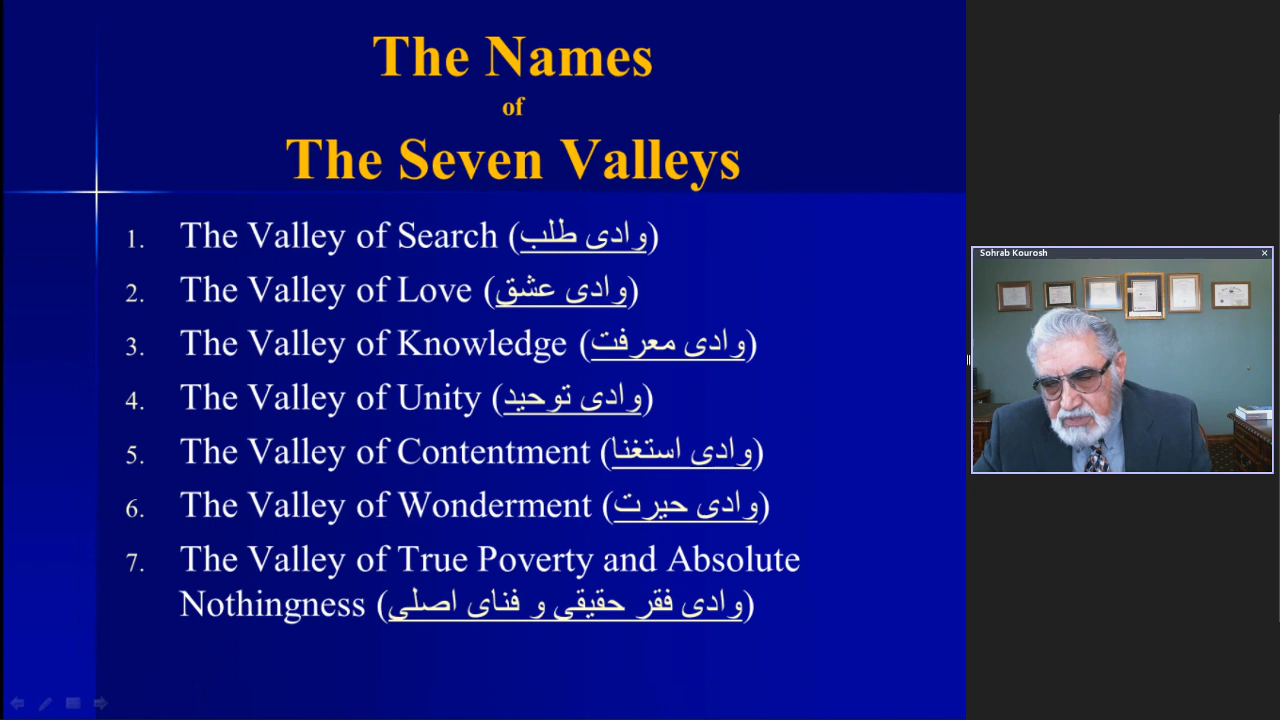 The Names
of
The Seven Valleys
1. The Valley of Search (وادی طلب)
2. The Valley of Love (وادی عشق)
3. The Valley of Knowledge (وادی معرفت)
4. The Valley of Unity (وادی توحید)
5. The Valley of Contentment (وادی استغنا)
6. The Valley of Wonderment (وادی حیرت)
7. The Valley of True Poverty and Absolute
Nothingness (وادی فقر حقیقی و فنای اصلی)
Sohrab Kourosh